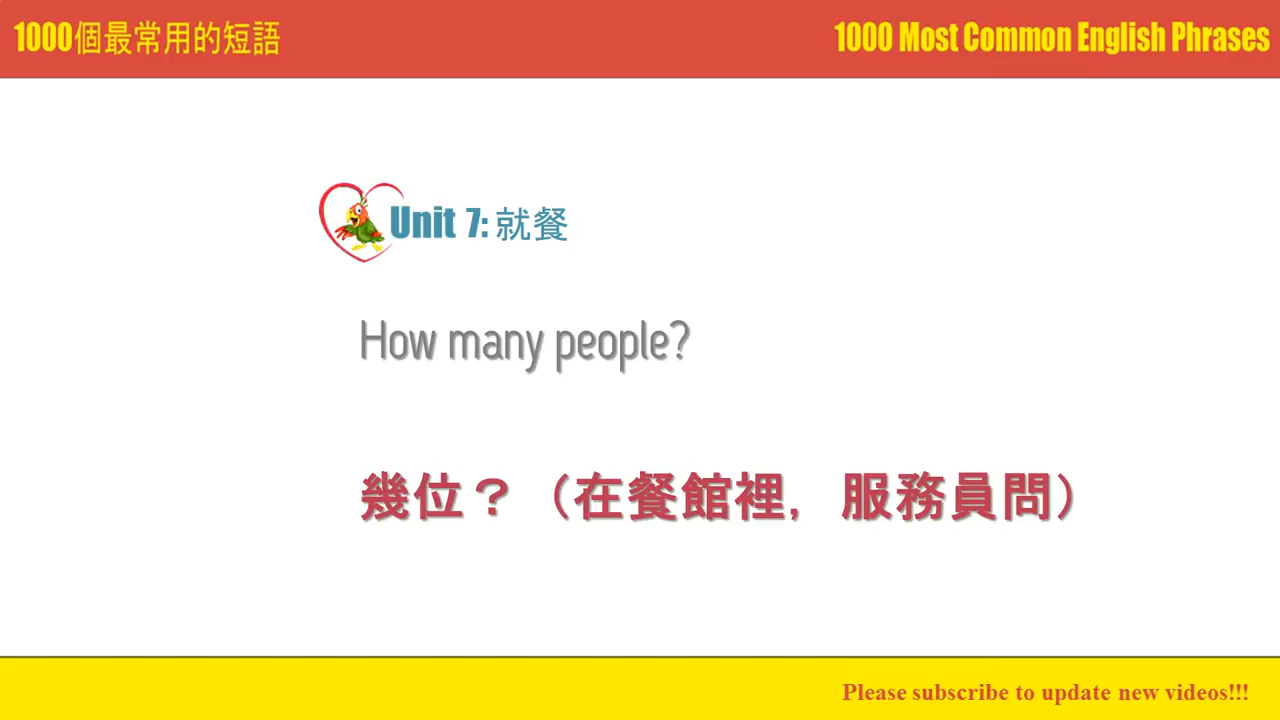 1000個最常用的短語
1000 Most Common English Phrases
Unit 7: 就餐
How many people?
幾位？（在餐館裡，服務員問）
Please subscribe to update new videos!!!